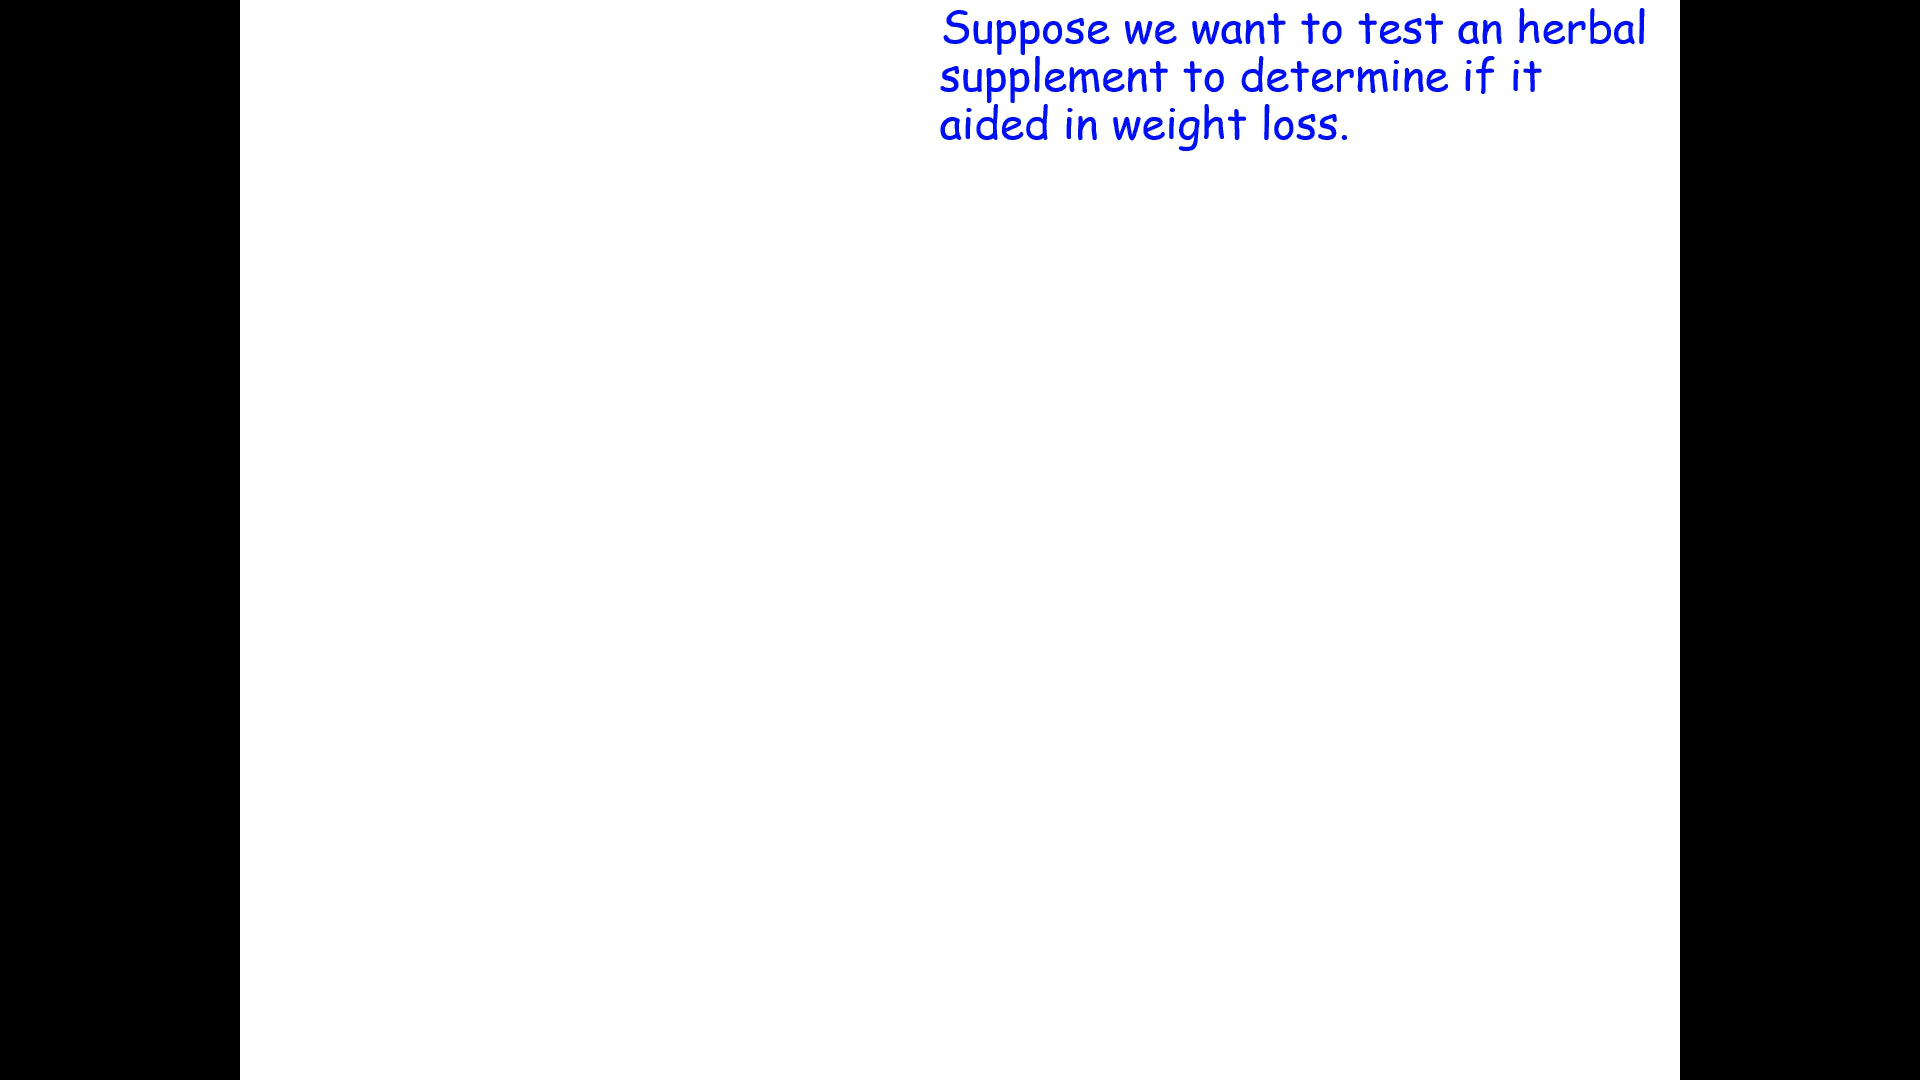 Suppose we want to test an herbal
supplement to determine if it
aided in weight loss.